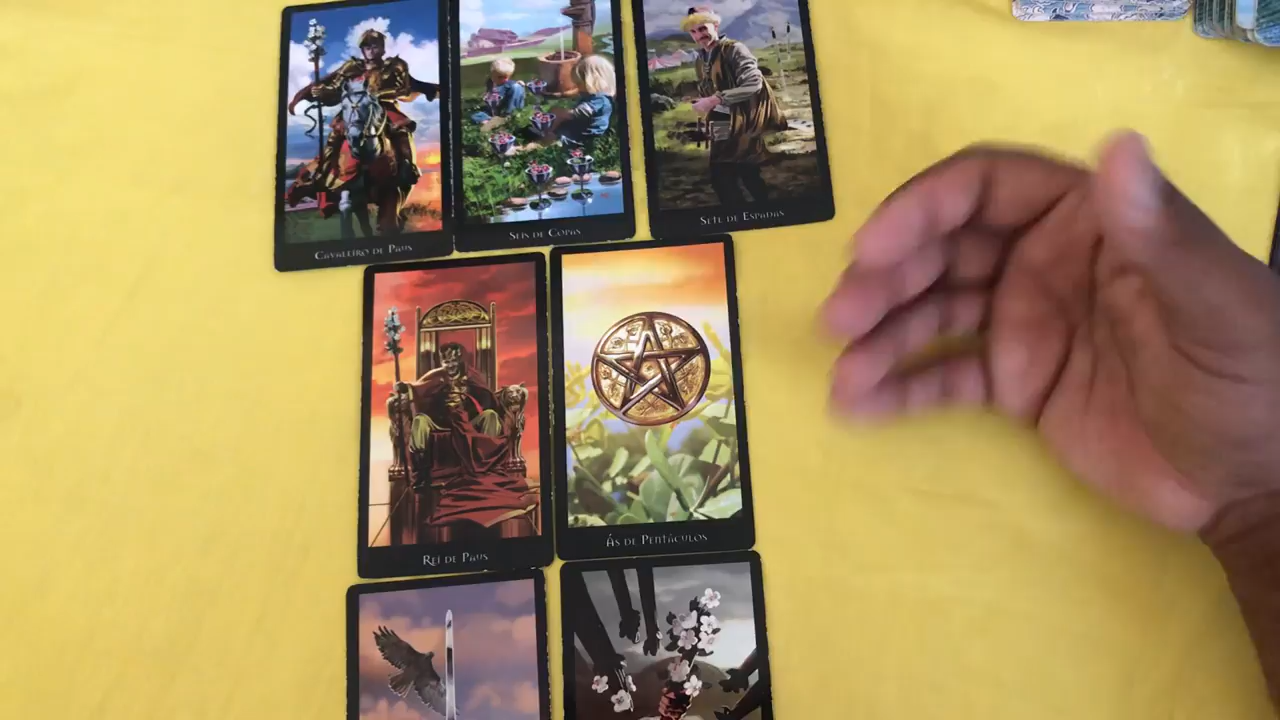 Cavaleiro de Paus
Seis de Copas
Sete de Espadas
Rei de Paus
Ás de Pentáculos